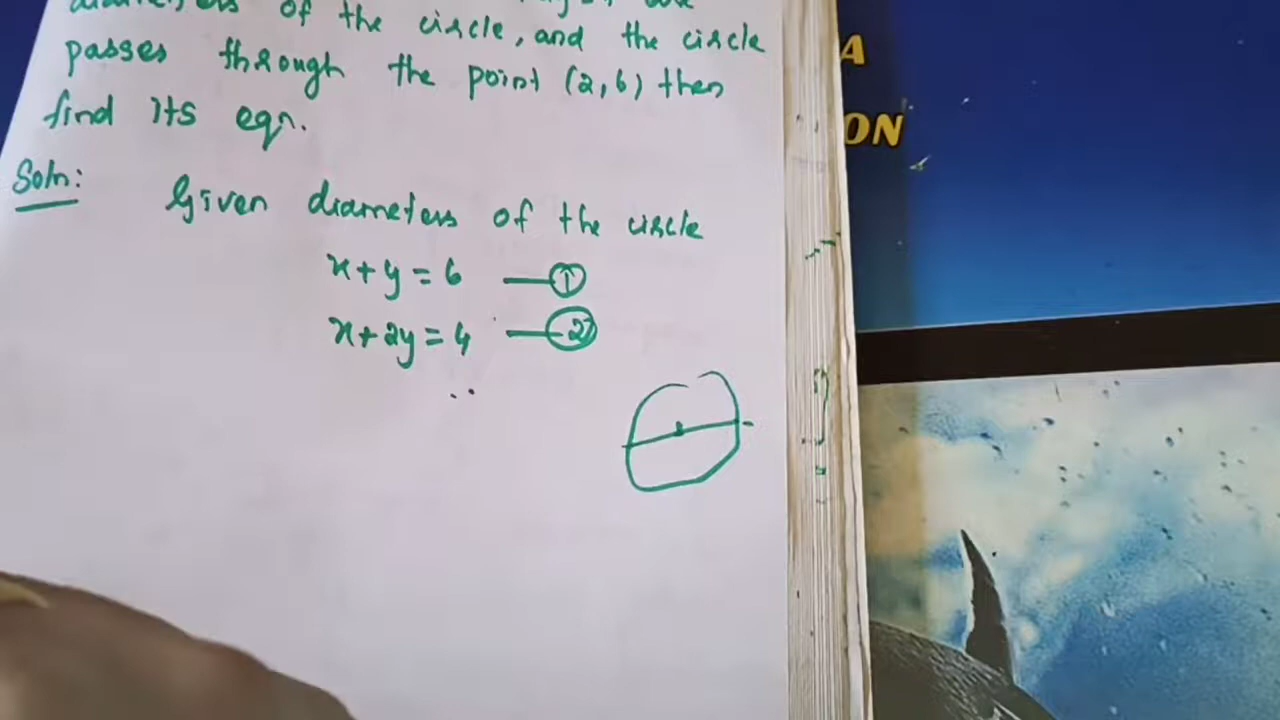 of the circle, and the circle
passes through the point (2,6) then
find its eqn.
Soln:
Given diameters of the circle
x+y=6 —①
x+2y=4 —②
∴
A
ON